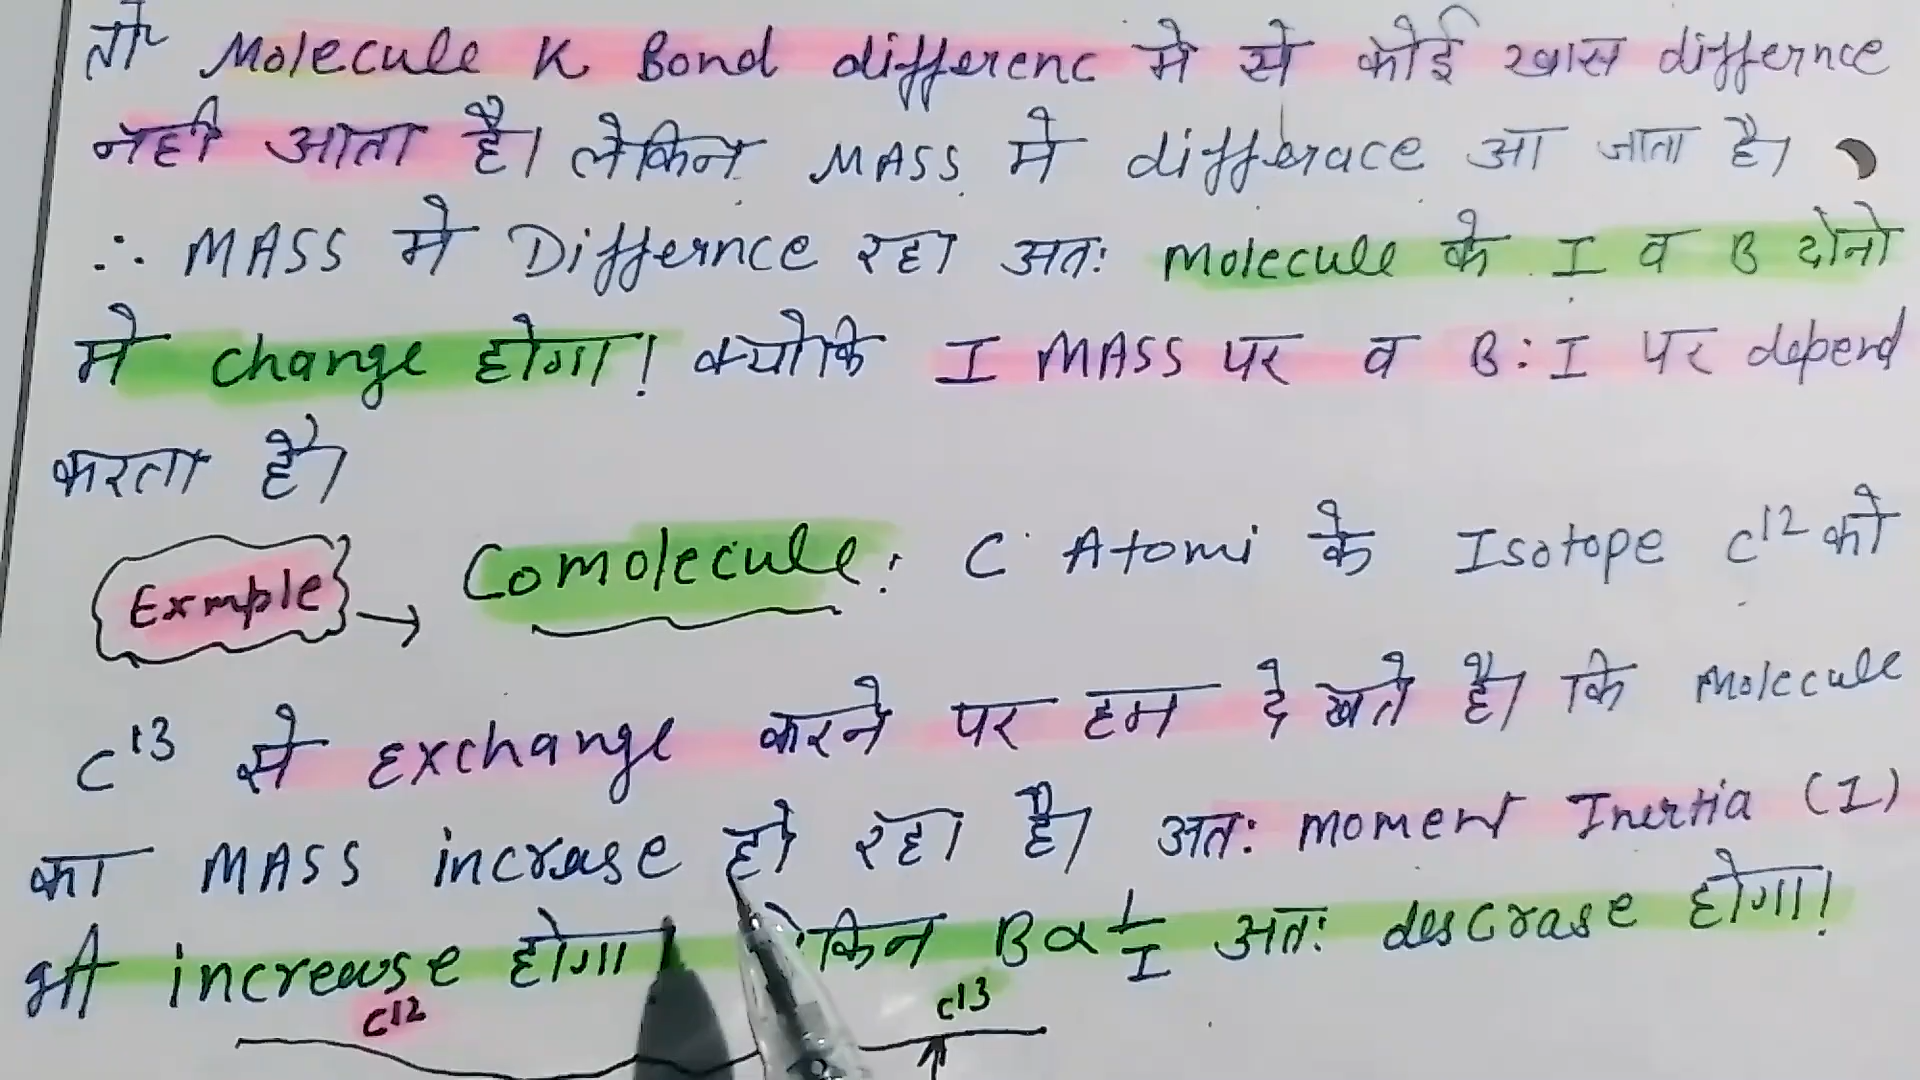 तो Molecule K Bond differenc मे से कोई खास differnce
नही आता है। लेकिन MASS मे differace आ जाता है।
∴ MASS मे Differnce रहा अतः Molecule के I व B दोनो
मे change होगा! क्योकि I MASS पर व B: I पर depend
करता है।
Exmple → Comolecule: C Atomi के Isotope C¹² को
C¹³ से Exchange करने पर हम देखते है। कि Molecule
का MASS incrase हो रहा है। अतः moment Inertia (I)
भी increase होगा B α 1/I अतः descrase होगा!
C¹² C¹³